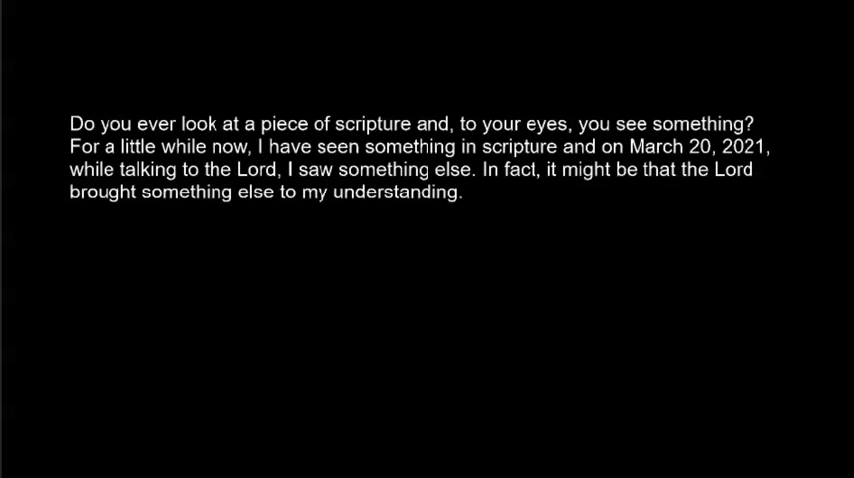 Do you ever look at a piece of scripture and, to your eyes, you see something?
For a little while now, I have seen something in scripture and on March 20, 2021,
while talking to the Lord, I saw something else. In fact, it might be that the Lord
brought something else to my understanding.